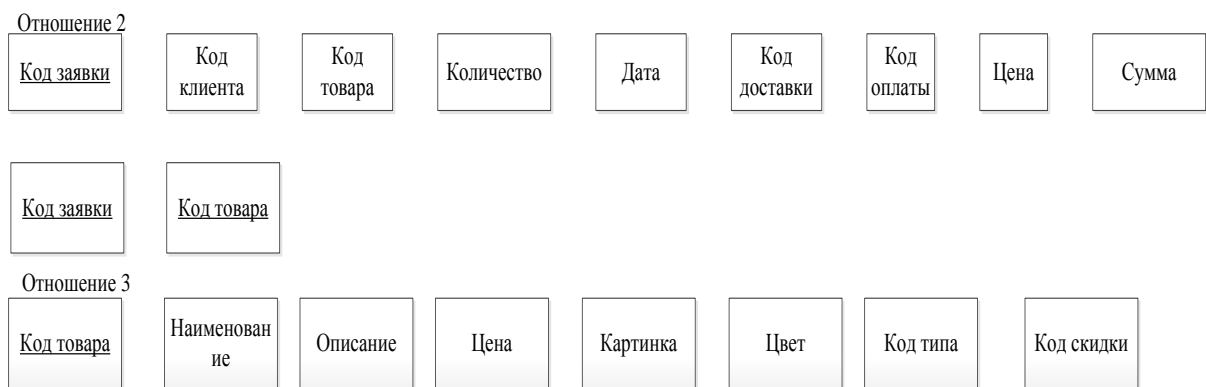 Отношение 2
Код заявки
Код
клиента
Код
товара
Количество
Дата
Код
доставки
Код
оплаты
Цена
Сумма
Код заявки
Код товара
Отношение 3
Код товара
Наименован
ие
Описание
Цена
Картинка
Цвет
Код типа
Код скидки